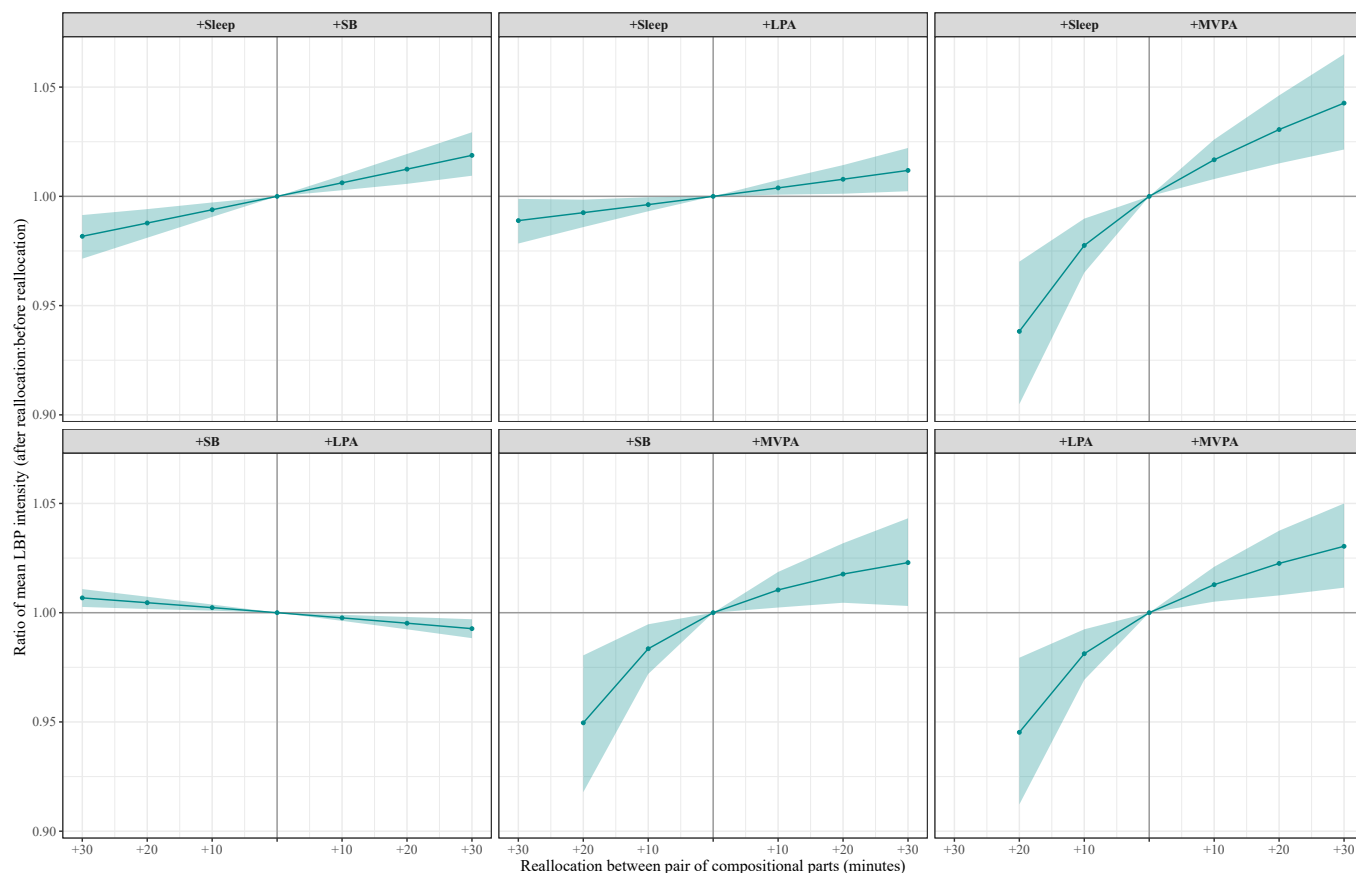 +Sleep +SB
+Sleep +LPA
+Sleep +MVPA
1.05
1.00
0.95
0.90
+SB +LPA
+SB +MVPA
+LPA +MVPA
1.05
1.00
0.95
0.90
Ratio of mean LBP intensity (after reallocation:before reallocation)
+30 +20 +10 +10 +20 +30
+30 +20 +10 +10 +20 +30
+30 +20 +10 +10 +20 +30
Reallocation between pair of compositional parts (minutes)